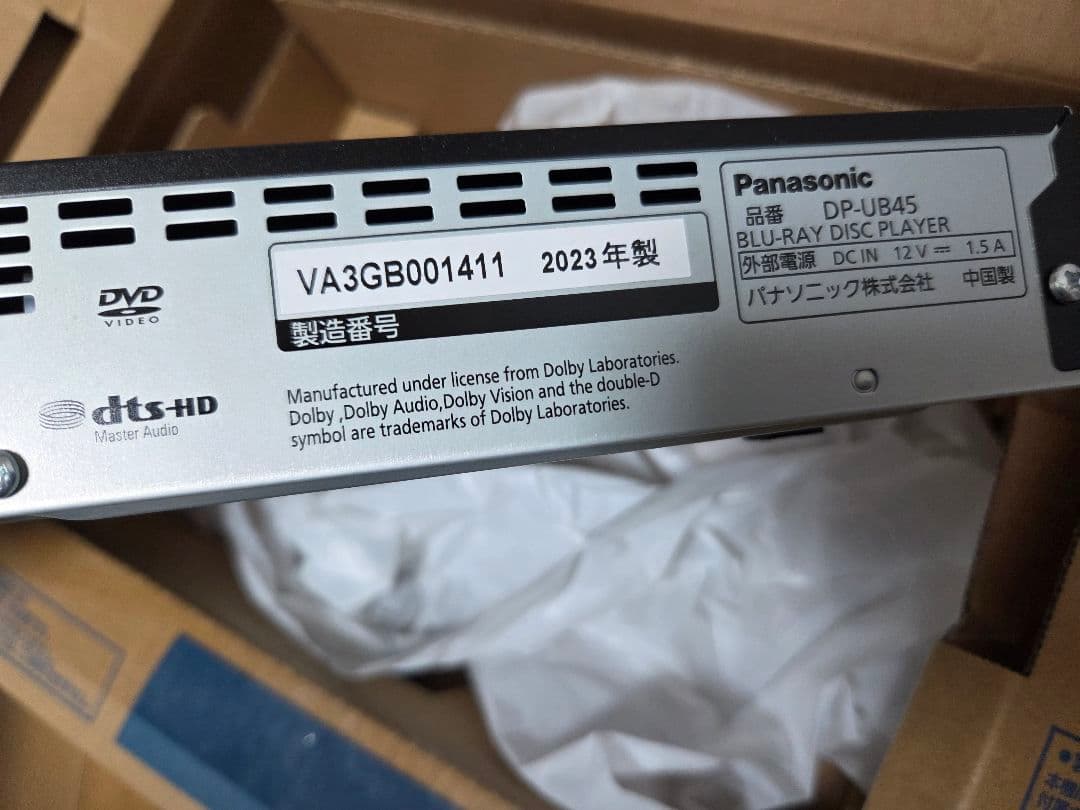 Panasonic
品番 DP-UB45
BLU-RAY DISC PLAYER
外部電源 DC IN 12 V ⎓ 1.5 A
パナソニック株式会社 中国製
VA3GB001411 2023年製
製造番号
DVD
VIDEO
dts-HD
Master Audio
Manufactured under license from Dolby Laboratories.
Dolby ,Dolby Audio,Dolby Vision and the double-D
symbol are trademarks of Dolby Laboratories.